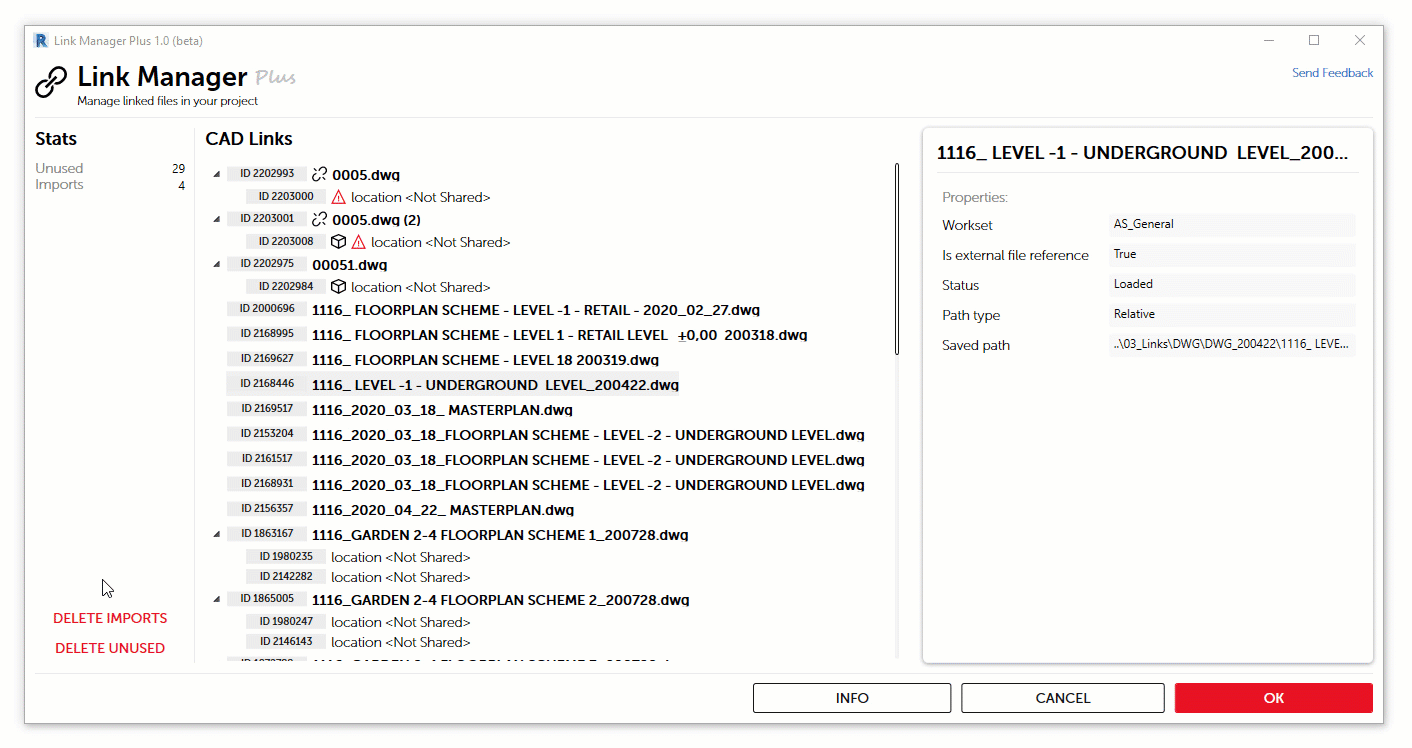 Link Manager Plus 1.0 (beta)
Link Manager Plus
Manage linked files in your project
Send Feedback
Stats
Unused 29
Imports 4
DELETE IMPORTS
DELETE UNUSED
CAD Links
ID 2202993 0005.dwg
ID 2203000 location <Not Shared>
ID 2203001 0005.dwg (2)
ID 2203008 location <Not Shared>
ID 2202975 00051.dwg
ID 2202984 location <Not Shared>
ID 2000696 1116_ FLOORPLAN SCHEME - LEVEL -1 - RETAIL - 2020_02_27.dwg
ID 2168995 1116_ FLOORPLAN SCHEME - LEVEL 1 - RETAIL LEVEL ±0,00 200318.dwg
ID 2169627 1116_ FLOORPLAN SCHEME - LEVEL 18 200319.dwg
ID 2168446 1116_ LEVEL -1 - UNDERGROUND LEVEL_200422.dwg
ID 2169517 1116_2020_03_18_ MASTERPLAN.dwg
ID 2153204 1116_2020_03_18_FLOORPLAN SCHEME - LEVEL -2 - UNDERGROUND LEVEL.dwg
ID 2161517 1116_2020_03_18_FLOORPLAN SCHEME - LEVEL -2 - UNDERGROUND LEVEL.dwg
ID 2168931 1116_2020_03_18_FLOORPLAN SCHEME - LEVEL -2 - UNDERGROUND LEVEL.dwg
ID 2156357 1116_2020_04_22_ MASTERPLAN.dwg
ID 1863167 1116_GARDEN 2-4 FLOORPLAN SCHEME 1_200728.dwg
ID 1980235 location <Not Shared>
ID 2142282 location <Not Shared>
ID 1865005 1116_GARDEN 2-4 FLOORPLAN SCHEME 2_200728.dwg
ID 1980247 location <Not Shared>
ID 2146143 location <Not Shared>
1116_ LEVEL -1 - UNDERGROUND LEVEL_200...
Properties:
Workset AS_General
Is external file reference True
Status Loaded
Path type Relative
Saved path ..\03_Links\DWG\DWG_200422\1116_ LEVE...
INFO
CANCEL
OK